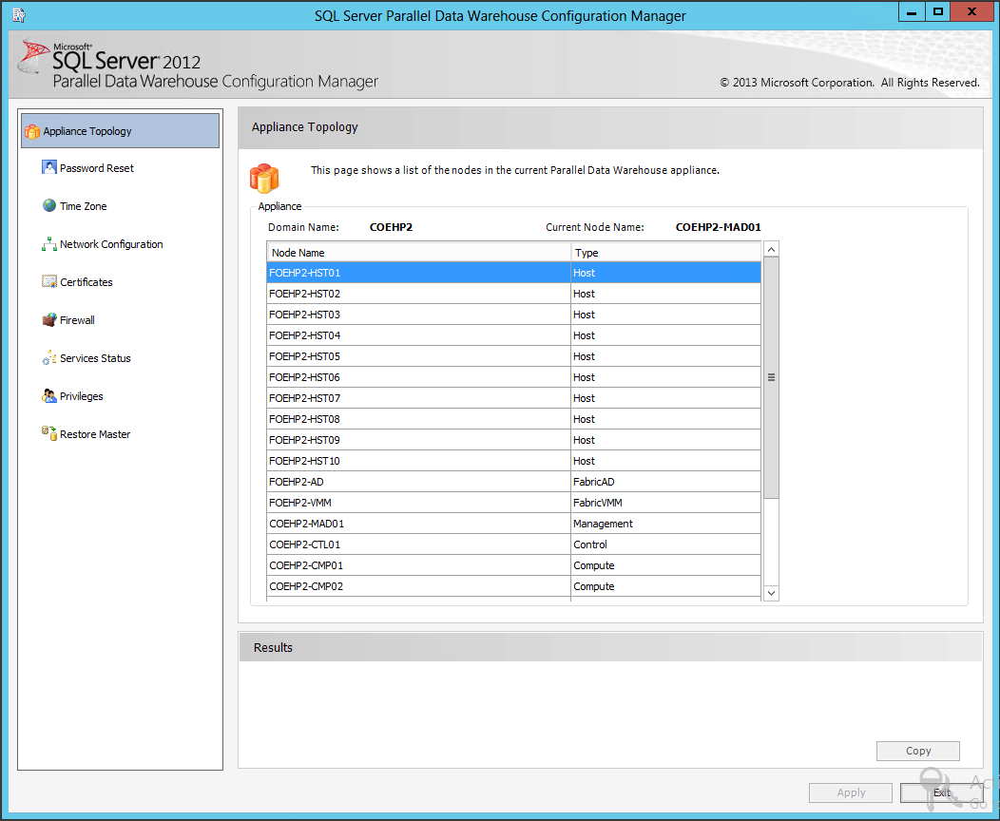 SQL Server Parallel Data Warehouse Configuration Manager
Microsoft®
SQL Server 2012
Parallel Data Warehouse Configuration Manager
© 2013 Microsoft Corporation. All Rights Reserved.
Appliance Topology
Password Reset
Time Zone
Network Configuration
Certificates
Firewall
Services Status
Privileges
Restore Master
Appliance Topology
This page shows a list of the nodes in the current Parallel Data Warehouse appliance.
Appliance
Domain Name: COEHP2 Current Node Name: COEHP2-MAD01
Node Name Type
FOEHP2-HST01 Host
FOEHP2-HST02 Host
FOEHP2-HST03 Host
FOEHP2-HST04 Host
FOEHP2-HST05 Host
FOEHP2-HST06 Host
FOEHP2-HST07 Host
FOEHP2-HST08 Host
FOEHP2-HST09 Host
FOEHP2-HST10 Host
FOEHP2-AD FabricAD
FOEHP2-VMM FabricVMM
COEHP2-MAD01 Management
COEHP2-CTL01 Control
COEHP2-CMP01 Compute
COEHP2-CMP02 Compute
Results
Copy
Apply Exit